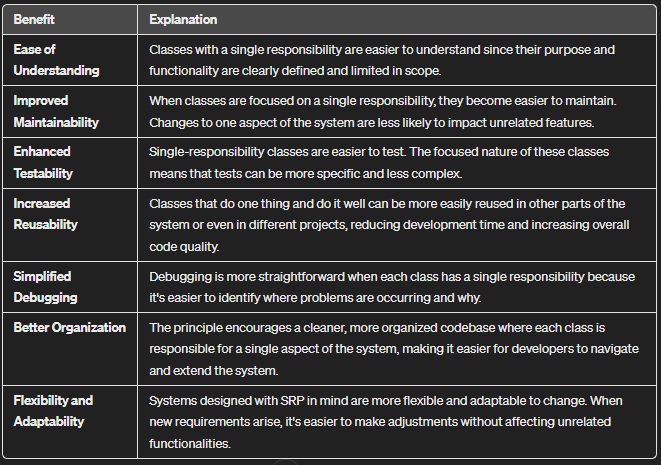 Benefit Explanation
Ease of Understanding
Classes with a single responsibility are easier to understand since their purpose and
functionality are clearly defined and limited in scope.
Improved Maintainability
When classes are focused on a single responsibility, they become easier to maintain.
Changes to one aspect of the system are less likely to impact unrelated features.
Enhanced Testability
Single-responsibility classes are easier to test. The focused nature of these classes
means that tests can be more specific and less complex.
Increased Reusability
Classes that do one thing and do it well can be more easily reused in other parts of the
system or even in different projects, reducing development time and increasing overall
code quality.
Simplified Debugging
Debugging is more straightforward when each class has a single responsibility because
it's easier to identify where problems are occurring and why.
Better Organization
The principle encourages a cleaner, more organized codebase where each class is
responsible for a single aspect of the system, making it easier for developers to navigate
and extend the system.
Flexibility and Adaptability
Systems designed with SRP in mind are more flexible and adaptable to change. When
new requirements arise, it's easier to make adjustments without affecting unrelated
functionalities.